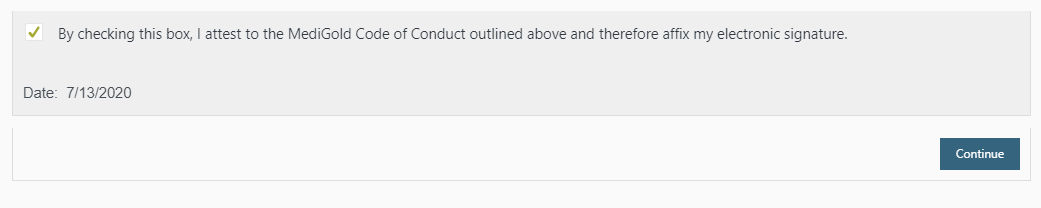 By checking this box, I attest to the MediGold Code of Conduct outlined above and therefore affix my electronic signature.
Date: 7/13/2020
Continue